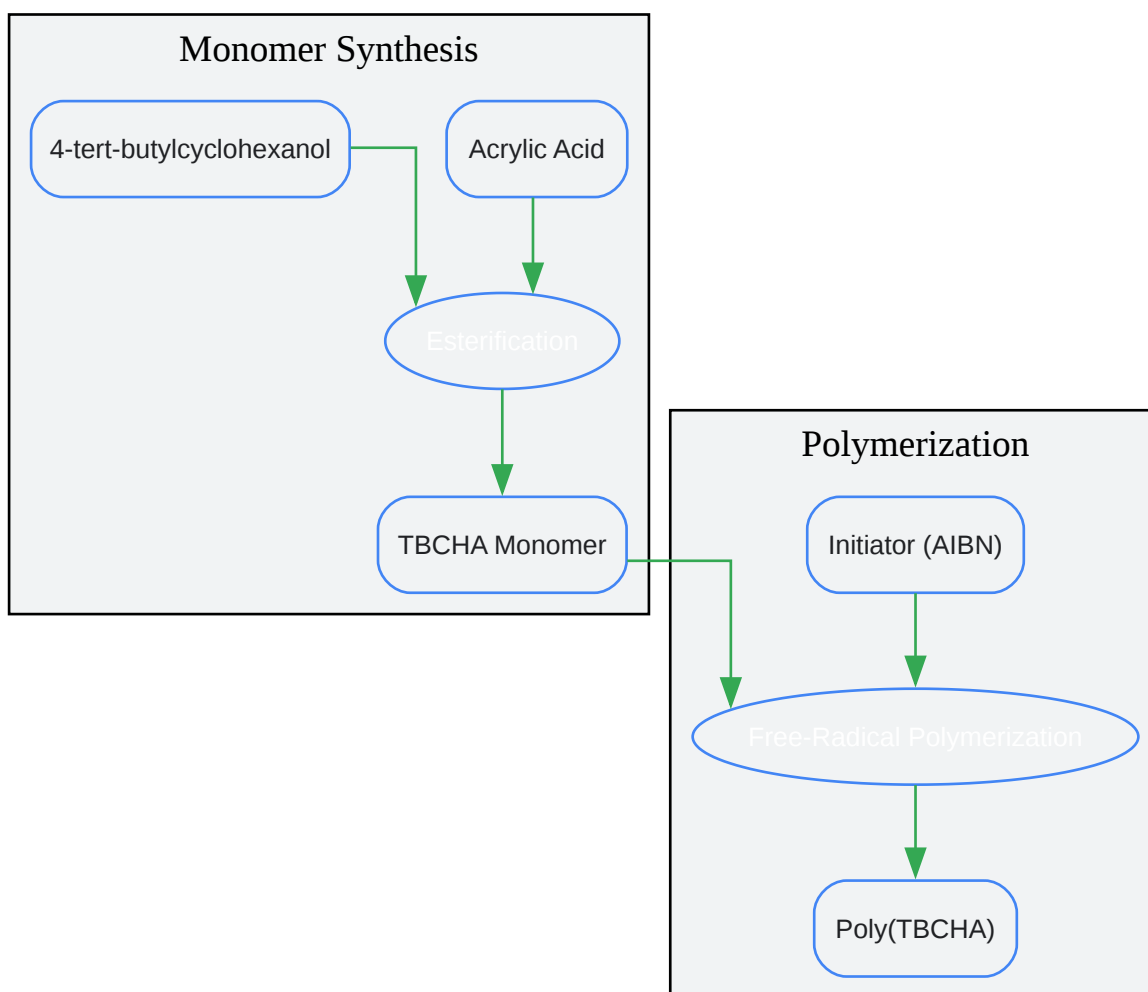 Monomer Synthesis
4-tert-butylcyclohexanol
Acrylic Acid
Esterification
TBCHA Monomer
Polymerization
Initiator (AIBN)
Free-Radical Polymerization
Poly(TBCHA)